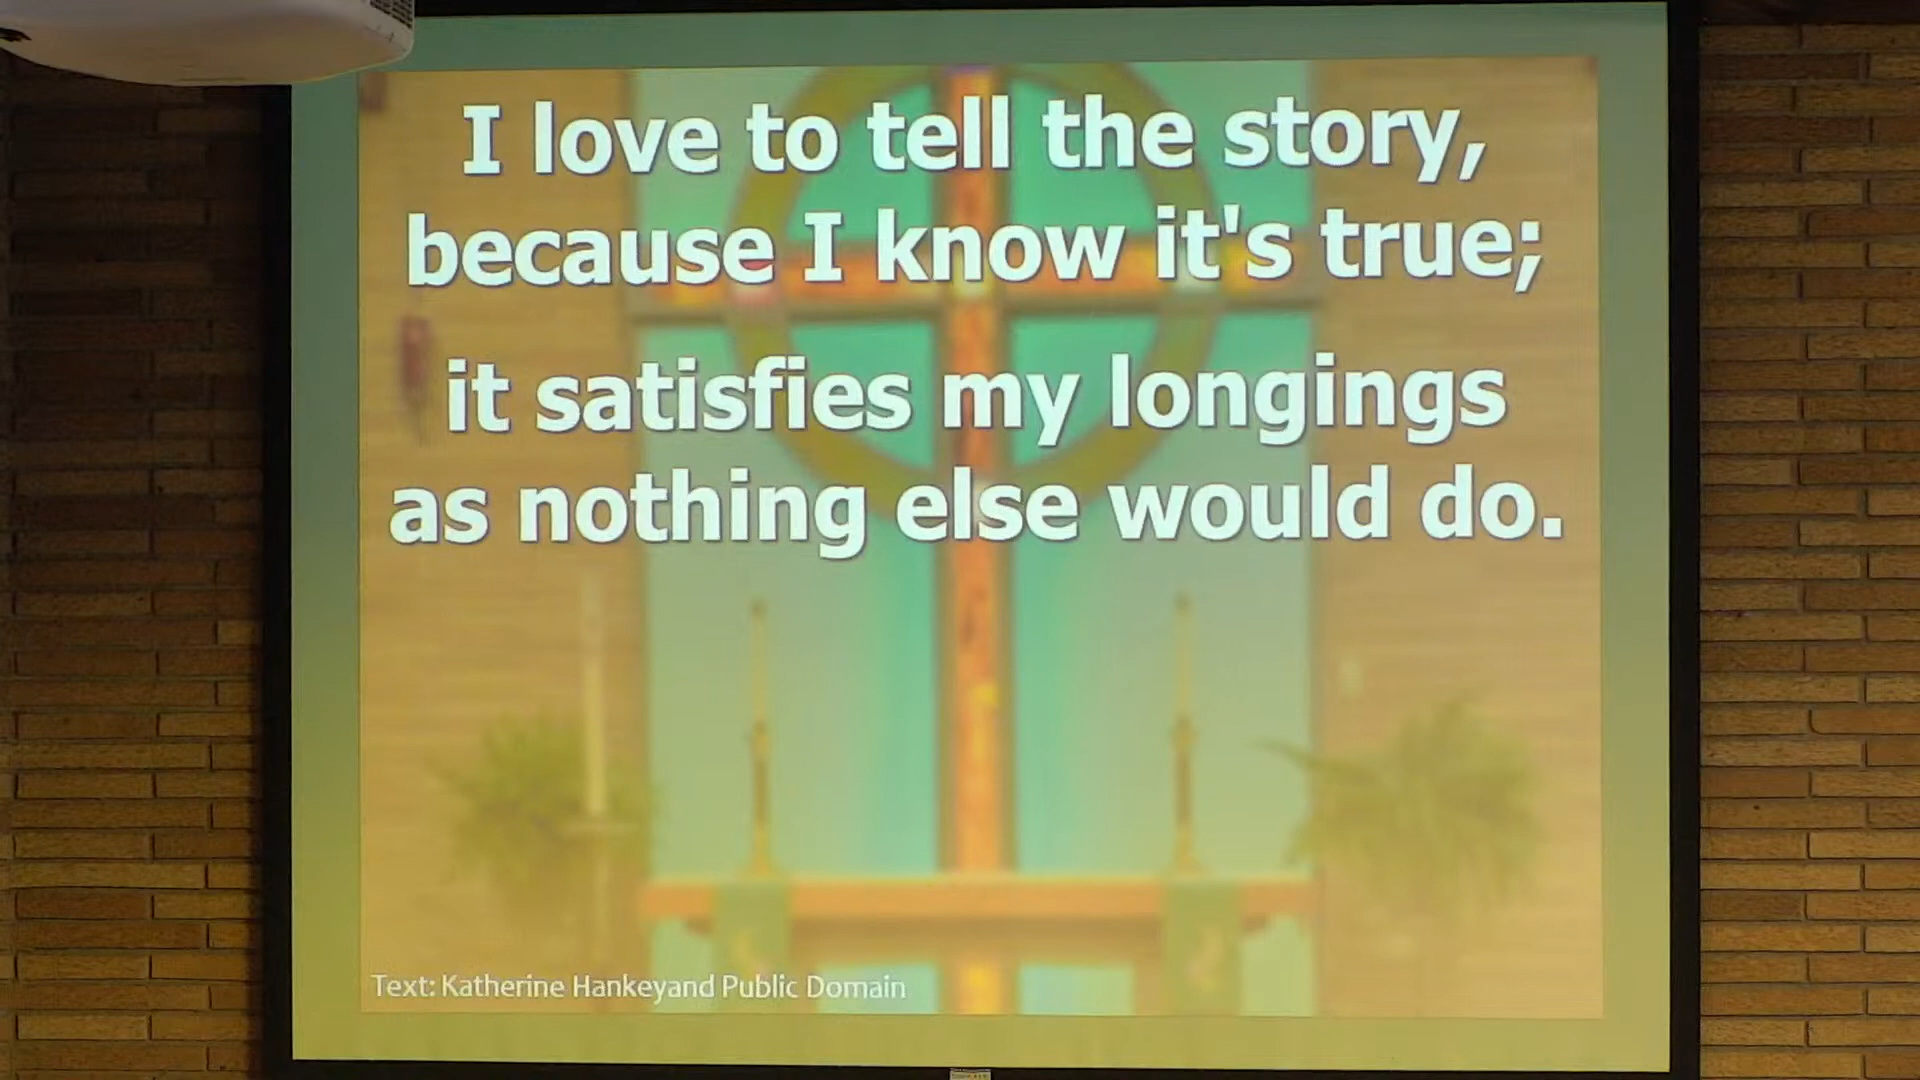 I love to tell the story,
because I know it's true;
it satisfies my longings
as nothing else would do.
Text: Katherine Hankeyand Public Domain